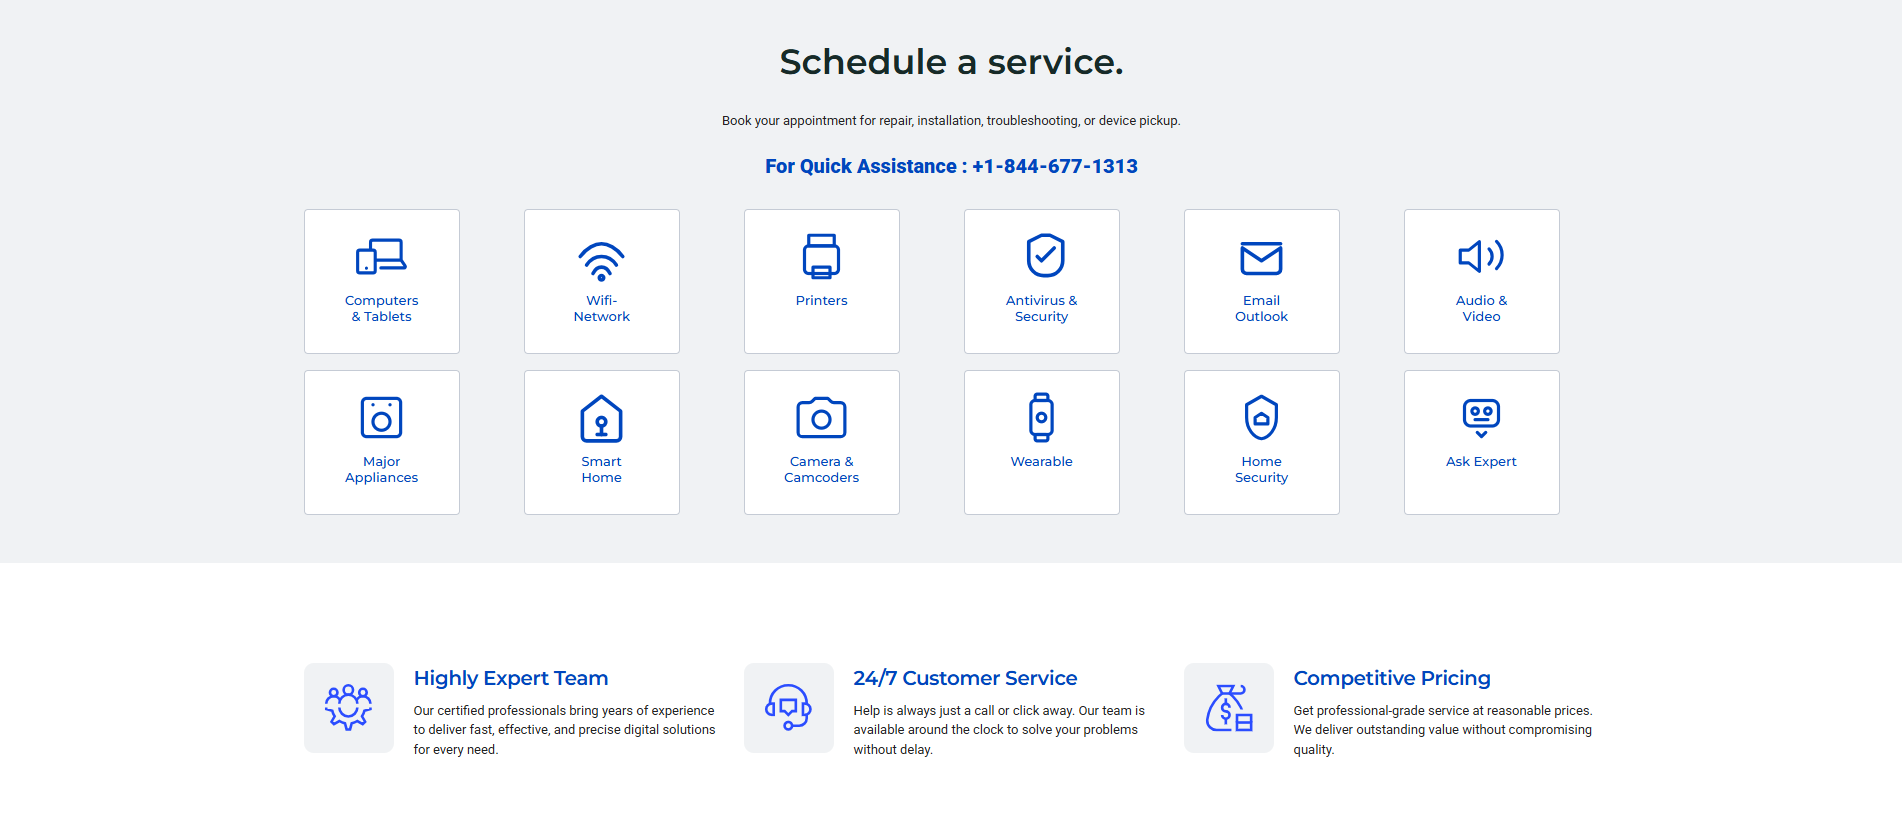 Schedule a service.
Book your appointment for repair, installation, troubleshooting, or device pickup.
For Quick Assistance : +1-844-677-1313
Computers
& Tablets
Wifi-
Network
Printers
Antivirus &
Security
Email
Outlook
Audio &
Video
Major
Appliances
Smart
Home
Camera &
Camcoders
Wearable
Home
Security
Ask Expert
Highly Expert Team
Our certified professionals bring years of experience
to deliver fast, effective, and precise digital solutions
for every need.
24/7 Customer Service
Help is always just a call or click away. Our team is
available around the clock to solve your problems
without delay.
Competitive Pricing
Get professional-grade service at reasonable prices.
We deliver outstanding value without compromising
quality.